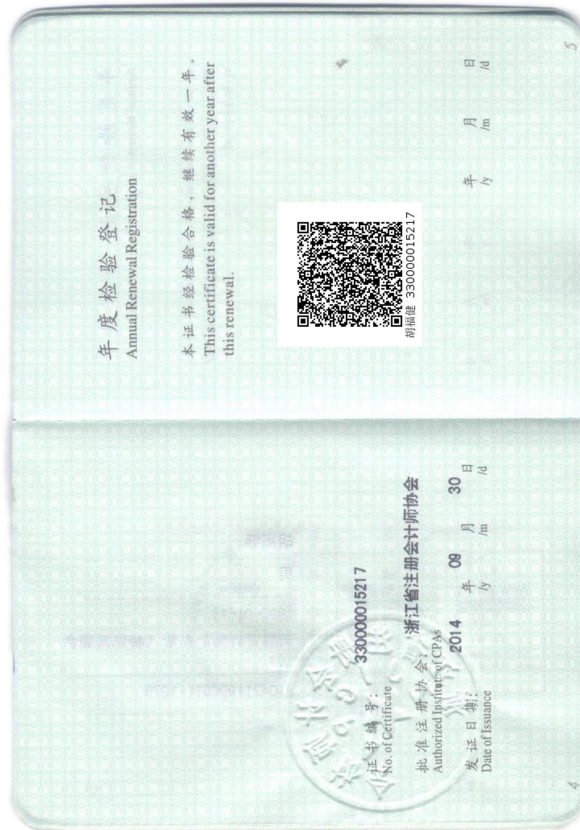 证书编号： 330000015217
No. of Certificate
批准注册协会： 浙江省注册会计师协会
Authorized Institute of CPAs
发证日期： 2014 年 09 月 30 日
Date of Issuance /y /m /d
4
年度检验登记
Annual Renewal Registration
本证书经检验合格，继续有效一年。
This certificate is valid for another year after
this renewal.
胡福健 330000015217
年 月 日
/y /m /d
5